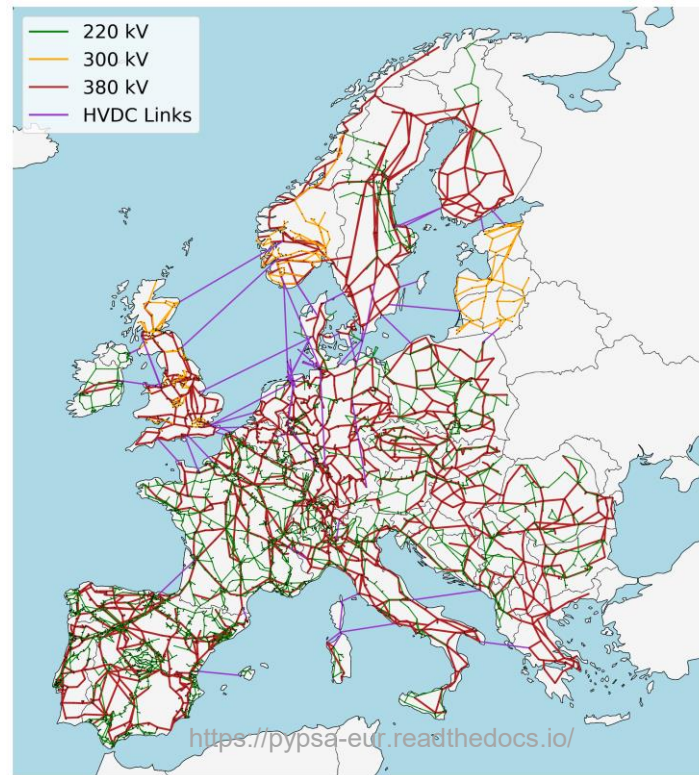 220 kV
300 kV
380 kV
HVDC Links
https://pypsa-eur.readthedocs.io/